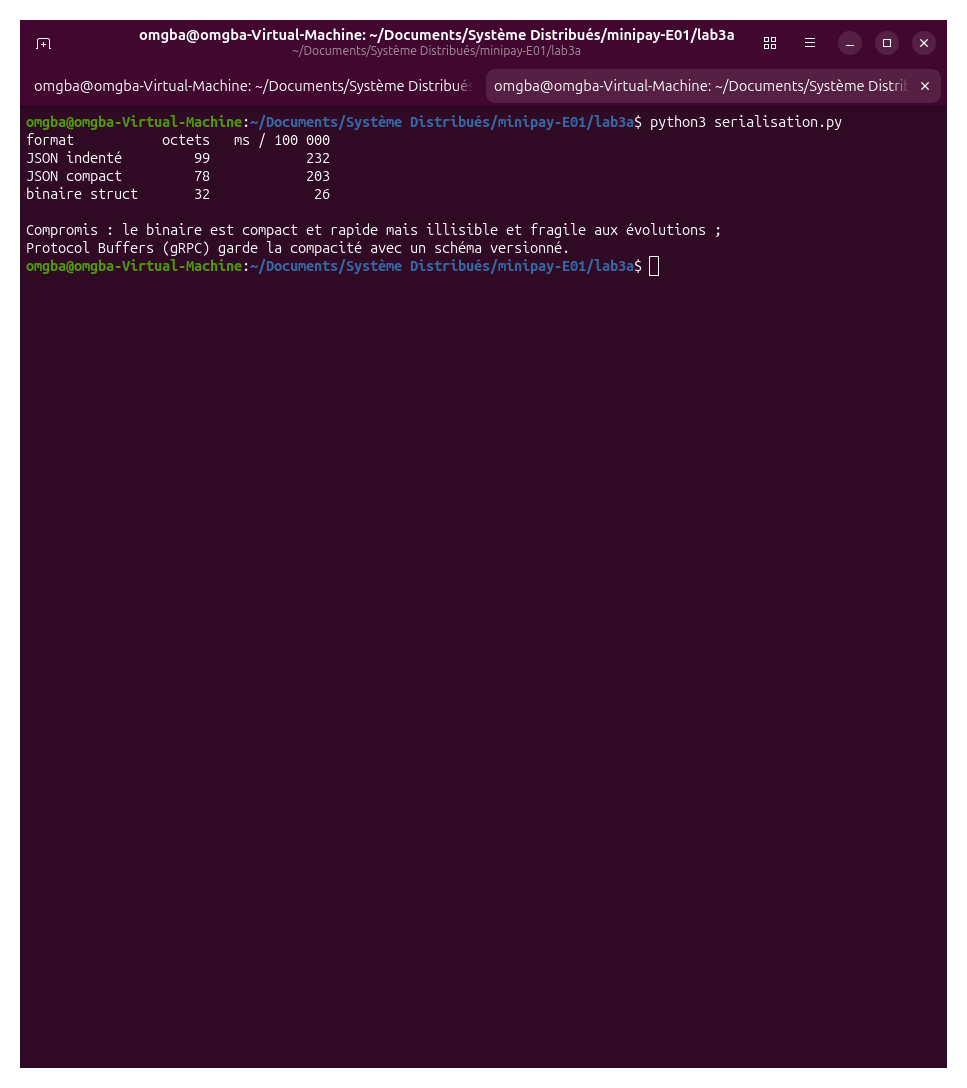 omgba@omgba-Virtual-Machine: ~/Documents/Système Distribués/minipay-E01/lab3a
~/Documents/Système Distribués/minipay-E01/lab3a
omgba@omgba-Virtual-Machine: ~/Documents/Système Distribués
omgba@omgba-Virtual-Machine: ~/Documents/Système Distrib
omgba@omgba-Virtual-Machine:~/Documents/Système Distribués/minipay-E01/lab3a$ python3 serialisation.py
format           octets   ms / 100 000
JSON indenté         99            232
JSON compact         78            203
binaire struct       32             26
Compromis : le binaire est compact et rapide mais illisible et fragile aux évolutions ;
Protocol Buffers (gRPC) garde la compacité avec un schéma versionné.
omgba@omgba-Virtual-Machine:~/Documents/Système Distribués/minipay-E01/lab3a$